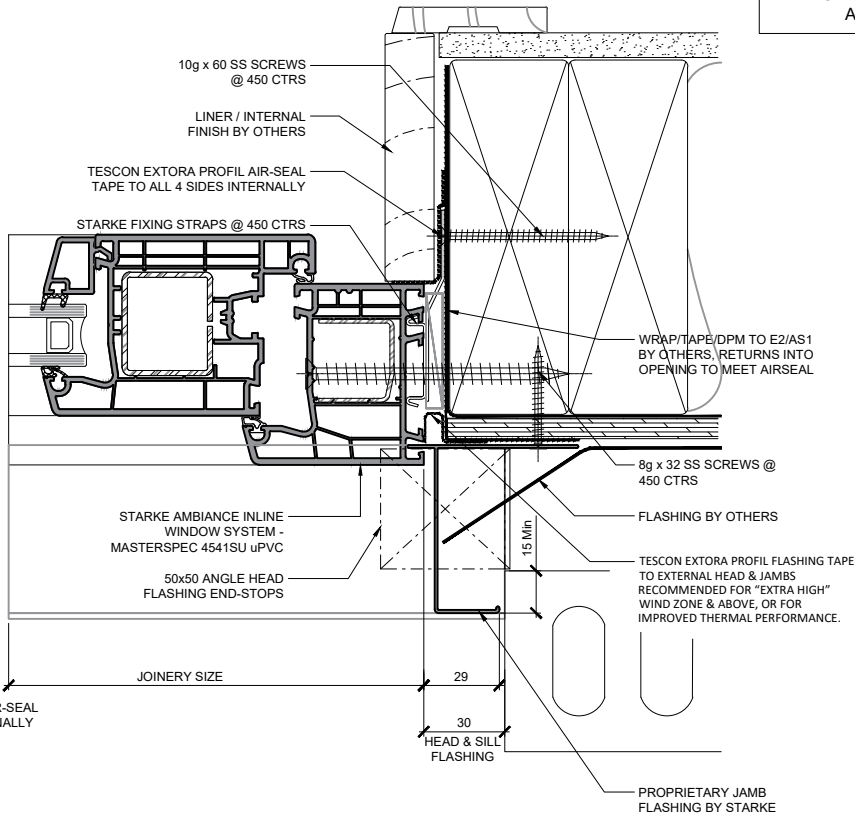 A
10g x 60 SS SCREWS
@ 450 CTRS
LINER / INTERNAL
FINISH BY OTHERS
TESCON EXTORA PROFIL AIR-SEAL
TAPE TO ALL 4 SIDES INTERNALLY
STARKE FIXING STRAPS @ 450 CTRS
WRAP/TAPE/DPM TO E2/AS1
BY OTHERS, RETURNS INTO
OPENING TO MEET AIRSEAL
8g x 32 SS SCREWS @
450 CTRS
STARKE AMBIANCE INLINE
WINDOW SYSTEM -
MASTERSPEC 4541SU uPVC
FLASHING BY OTHERS
15 Min
50x50 ANGLE HEAD
FLASHING END-STOPS
TESCON EXTORA PROFIL FLASHING TAPE
TO EXTERNAL HEAD & JAMBS
RECOMMENDED FOR “EXTRA HIGH”
WIND ZONE & ABOVE, OR FOR
IMPROVED THERMAL PERFORMANCE.
JOINERY SIZE
29
R-SEAL
NALLY
30
HEAD & SILL
FLASHING
PROPRIETARY JAMB
FLASHING BY STARKE